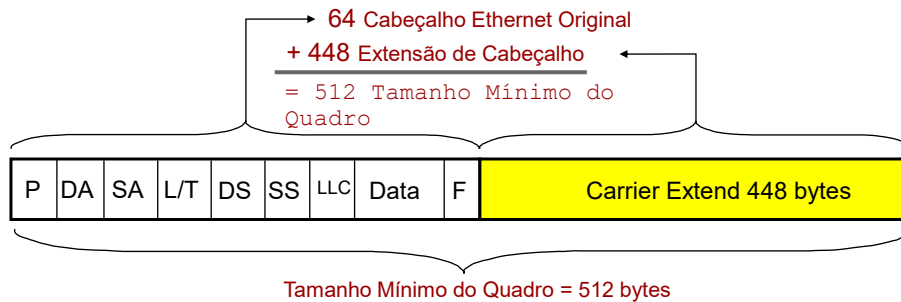 64 Cabeçalho Ethernet Original
+ 448 Extensão de Cabeçalho
= 512 Tamanho Mínimo do
Quadro
P DA SA L/T DS SS LLC Data F Carrier Extend 448 bytes
Tamanho Mínimo do Quadro = 512 bytes